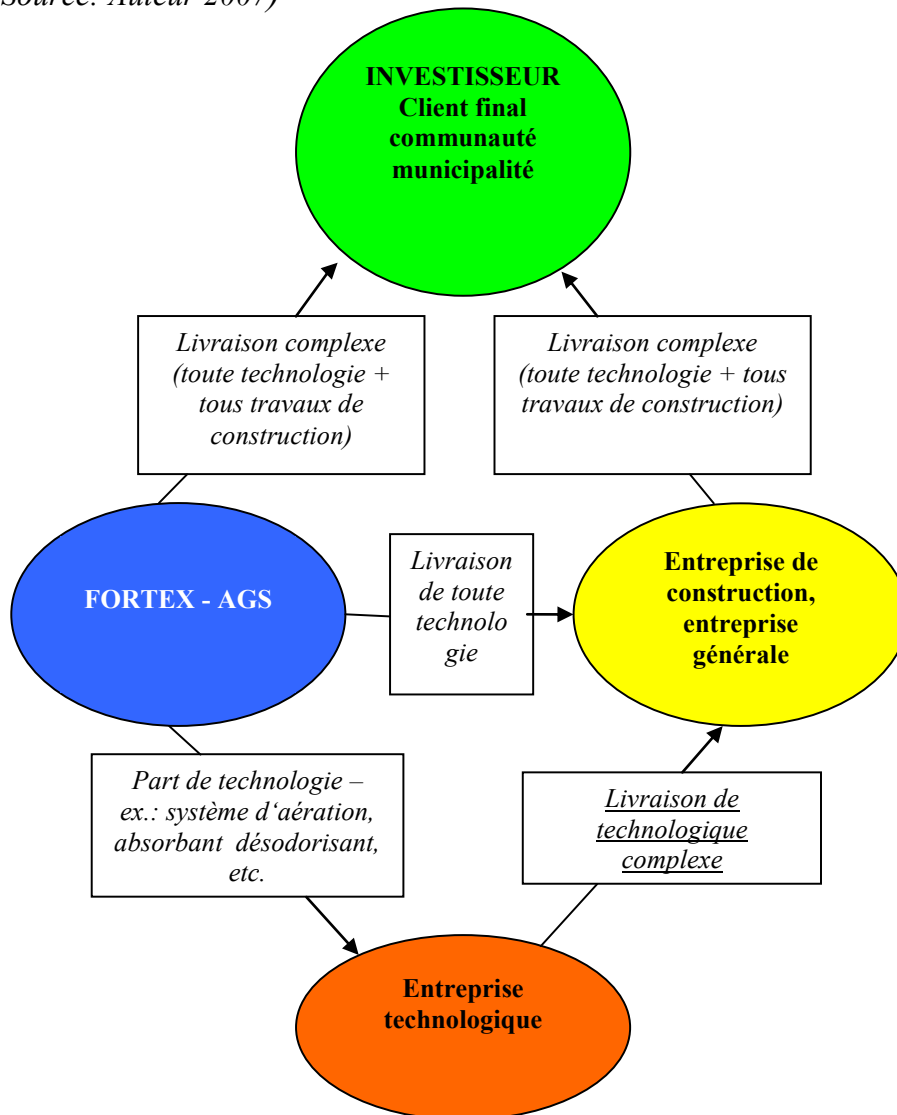 Source: Auteur 2007)
INVESTISSEUR
Client final
communauté
municipalité
Livraison complexe
(toute technologie +
tous travaux de
construction)
Livraison complexe
(toute technologie + tous
travaux de construction)
FORTEX - AGS
Livraison
de toute
technolo
gie
Entreprise de
construction,
entreprise
générale
Part de technologie –
ex.: système d‘aération,
absorbant désodorisant,
etc.
Livraison de
technologique
complexe
Entreprise
technologique